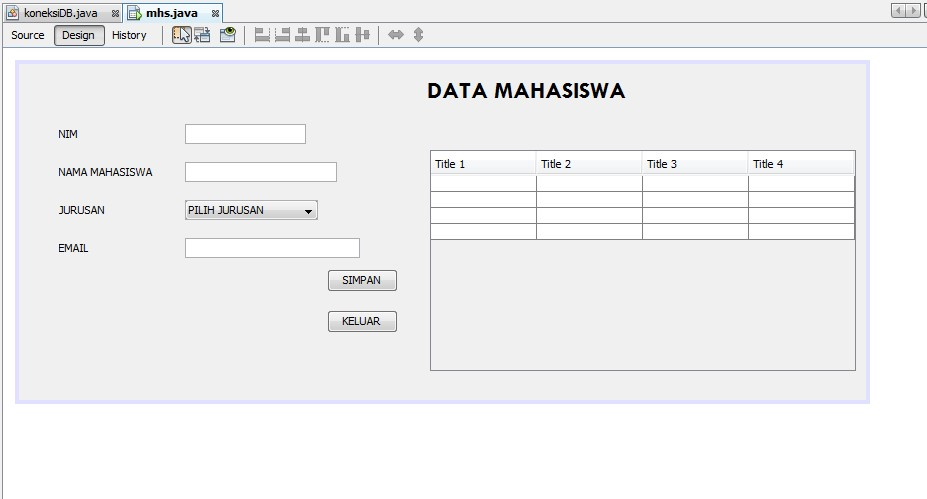 koneksiDB.java mhs.java
Source Design History
DATA MAHASISWA
NIM
NAMA MAHASISWA
JURUSAN PILIH JURUSAN
EMAIL
SIMPAN
KELUAR
Title 1 Title 2 Title 3 Title 4